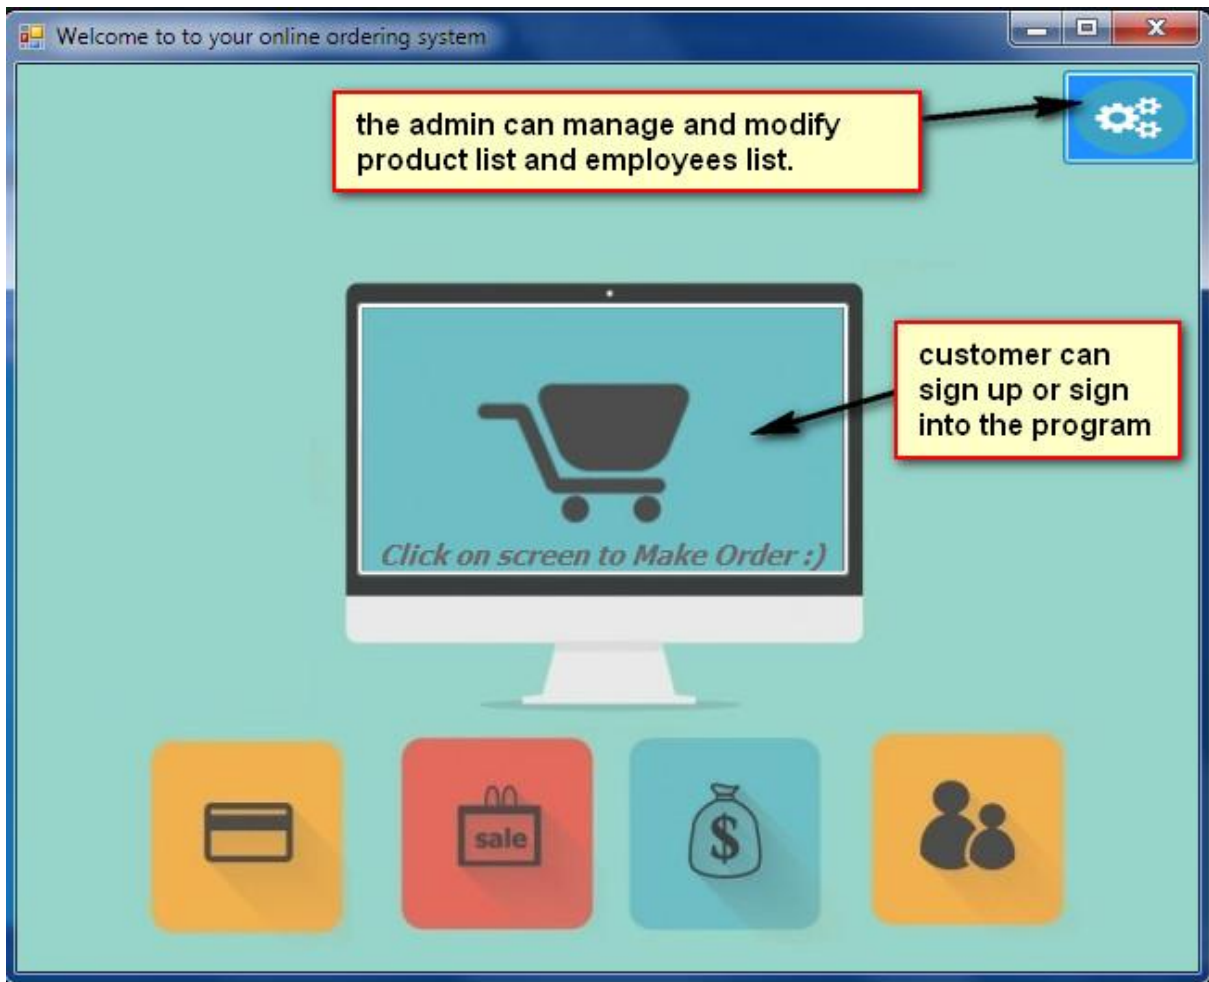 Welcome to to your online ordering system
the admin can manage and modify
product list and employees list.
customer can
sign up or sign
into the program
Click on screen to Make Order :)
sale
$